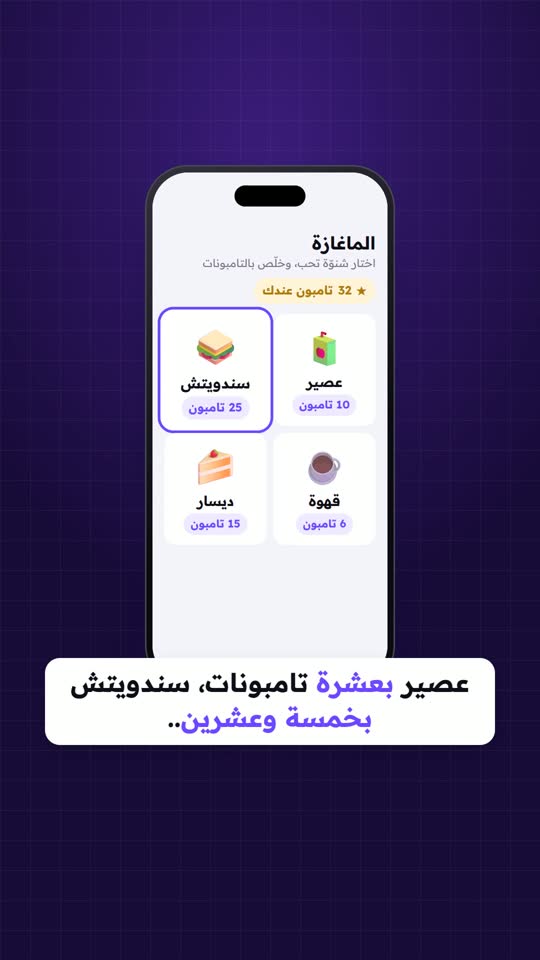 الماغازة
اختار شنوّة تحب، وخلّص بالتامبونات
★ 32 تامبون عندك
عصير
10 تامبون
سندويتش
25 تامبون
قهوة
6 تامبون
ديسار
15 تامبون
عصير بعشرة تامبونات، سندويتش
بخمسة وعشرين..